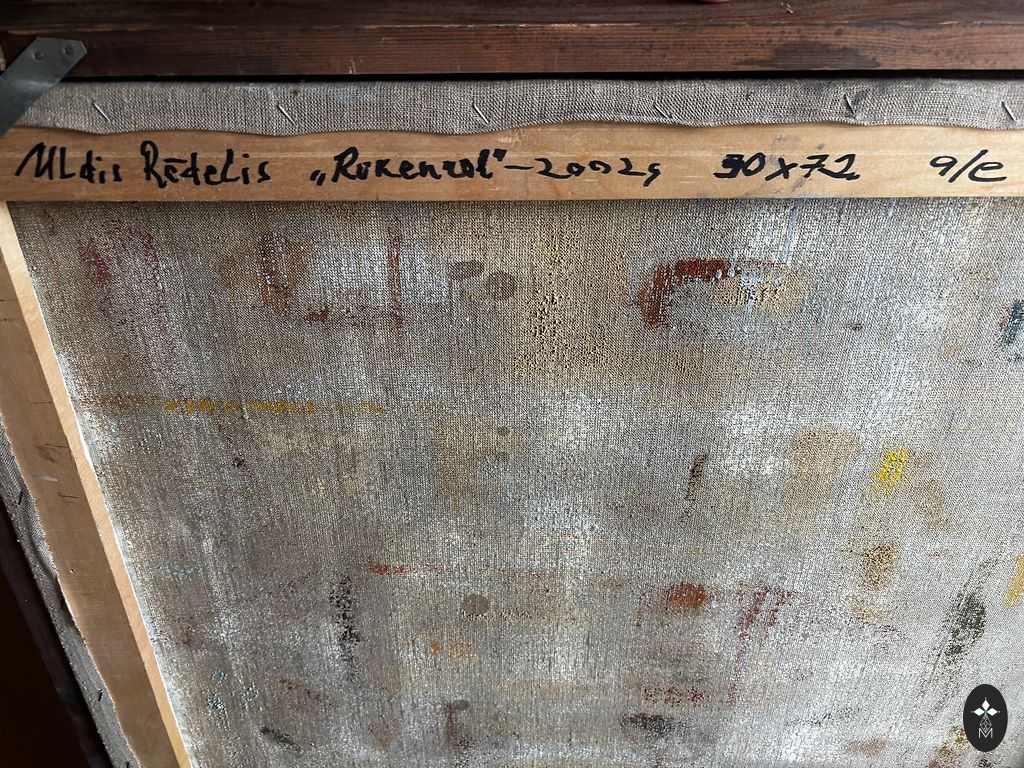 Uldis Rēdelis „Rokenrol" – 2002g 90x72 a/e
M